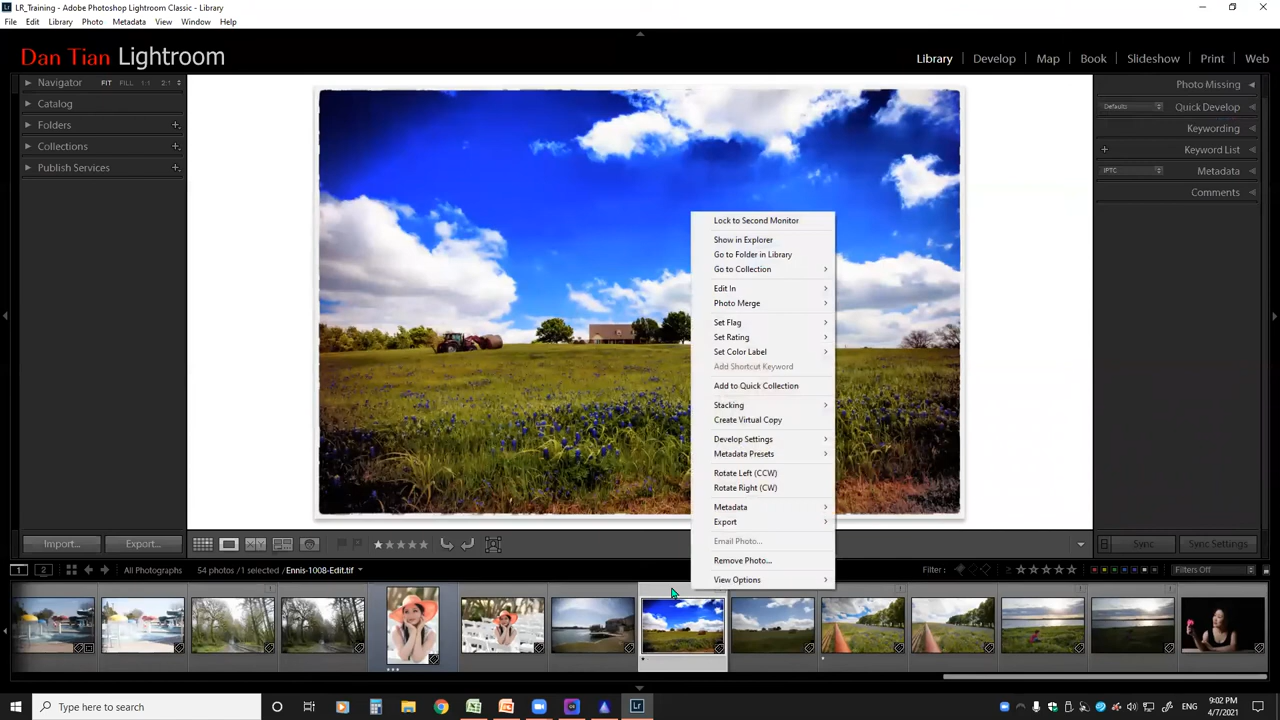 LR_Training - Adobe Photoshop Lightroom Classic - Library
File Edit Library Photo Metadata View Window Help
Dan Tian Lightroom
Library | Develop | Map | Book | Slideshow | Print | Web
Navigator FIT FILL 1:1 2:1
Catalog
Folders
Collections
Publish Services
Photo Missing
Defaults Quick Develop
Keywording
Keyword List
IPTC Metadata
Comments
Lock to Second Monitor
Show in Explorer
Go to Folder in Library
Go to Collection
Edit In
Photo Merge
Set Flag
Set Rating
Set Color Label
Add Shortcut Keyword
Add to Quick Collection
Stacking
Create Virtual Copy
Develop Settings
Metadata Presets
Rotate Left (CCW)
Rotate Right (CW)
Metadata
Export
Email Photo...
Remove Photo...
View Options
Import... Export...
Sync Sync Settings
1 2 All Photographs 54 photos / 1 selected / Ennis-1008-Edit.tif
Filter : Filters Off
Type here to search
ENG
9:02 PM
4/7/2021